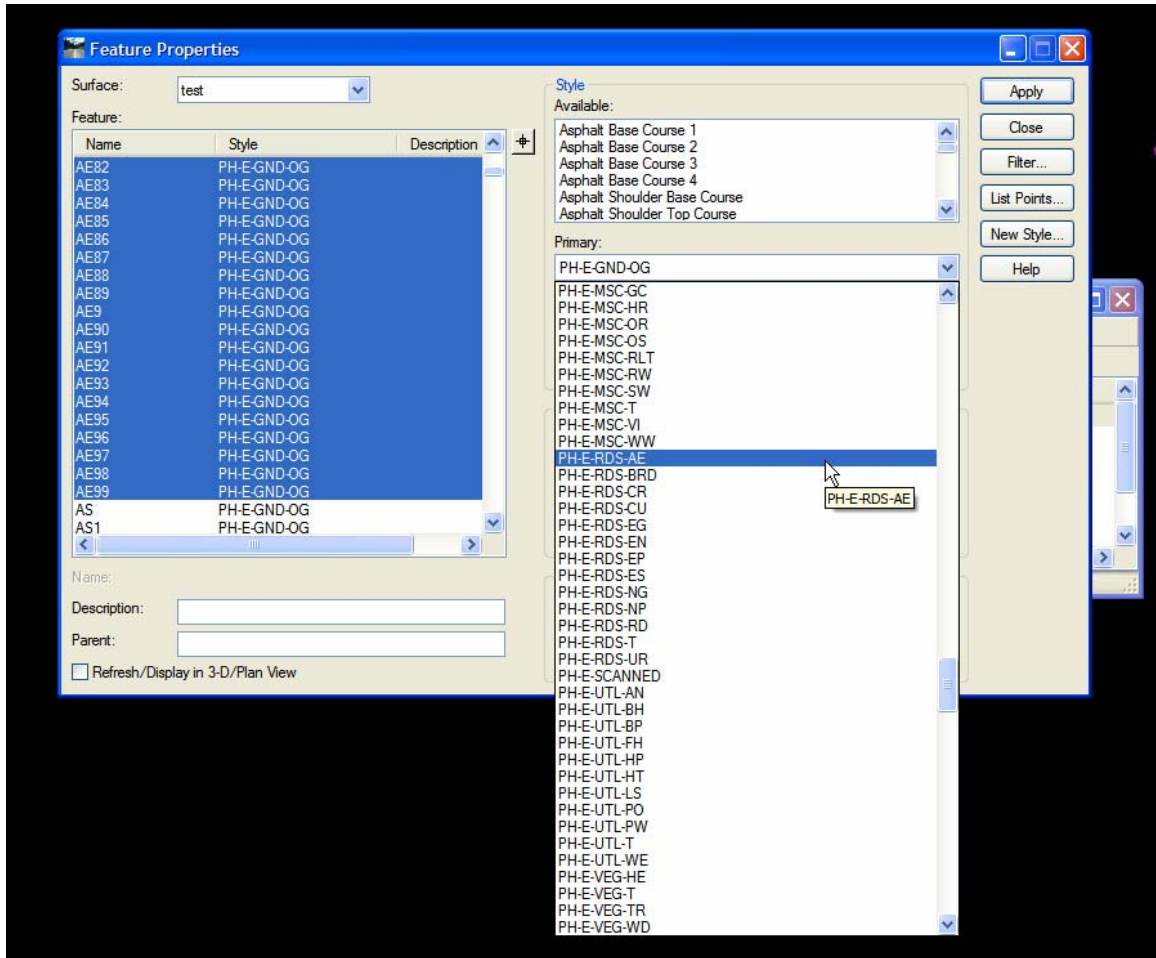 Feature Properties
Surface:
test
Feature:
Name Style Description
AE82 PH-E-GND-OG
AE83 PH-E-GND-OG
AE84 PH-E-GND-OG
AE85 PH-E-GND-OG
AE86 PH-E-GND-OG
AE87 PH-E-GND-OG
AE88 PH-E-GND-OG
AE89 PH-E-GND-OG
AE9 PH-E-GND-OG
AE90 PH-E-GND-OG
AE91 PH-E-GND-OG
AE92 PH-E-GND-OG
AE93 PH-E-GND-OG
AE94 PH-E-GND-OG
AE95 PH-E-GND-OG
AE96 PH-E-GND-OG
AE97 PH-E-GND-OG
AE98 PH-E-GND-OG
AE99 PH-E-GND-OG
AS PH-E-GND-OG
AS1 PH-E-GND-OG
Name:
Description:
Parent:
Refresh/Display in 3-D/Plan View
Style
Available:
Asphalt Base Course 1
Asphalt Base Course 2
Asphalt Base Course 3
Asphalt Base Course 4
Asphalt Shoulder Base Course
Asphalt Shoulder Top Course
Primary:
PH-E-GND-OG
PH-E-MSC-GC
PH-E-MSC-HR
PH-E-MSC-OR
PH-E-MSC-OS
PH-E-MSC-RLT
PH-E-MSC-RW
PH-E-MSC-SW
PH-E-MSC-T
PH-E-MSC-VI
PH-E-MSC-WW
PH-E-RDS-AE
PH-E-RDS-BRD
PH-E-RDS-CR
PH-E-RDS-CU
PH-E-RDS-EG
PH-E-RDS-EN
PH-E-RDS-EP
PH-E-RDS-ES
PH-E-RDS-NG
PH-E-RDS-NP
PH-E-RDS-RD
PH-E-RDS-T
PH-E-RDS-UR
PH-E-SCANNED
PH-E-UTL-AN
PH-E-UTL-BH
PH-E-UTL-BP
PH-E-UTL-FH
PH-E-UTL-HP
PH-E-UTL-HT
PH-E-UTL-LS
PH-E-UTL-PO
PH-E-UTL-PW
PH-E-UTL-T
PH-E-UTL-WE
PH-E-VEG-HE
PH-E-VEG-T
PH-E-VEG-TR
PH-E-VEG-WD
PH-E-RDS-AE
Apply
Close
Filter...
List Points...
New Style...
Help